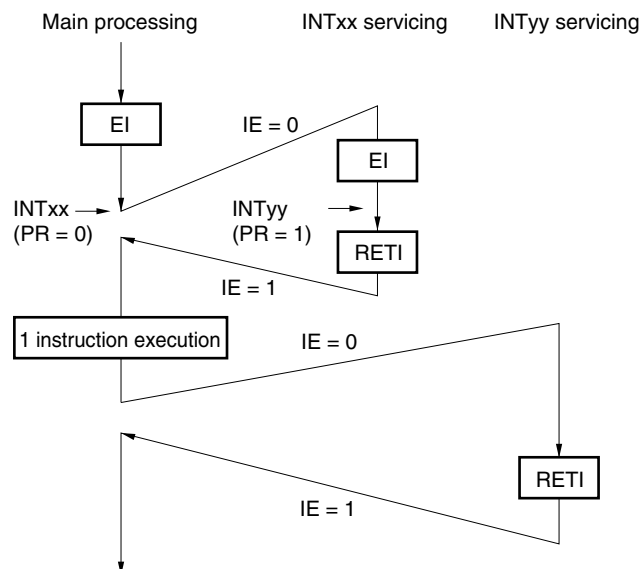 Main processing
INTxx servicing
INTyy servicing
EI
IE = 0
EI
INTxx
(PR = 0)
INTyy
(PR = 1)
RETI
IE = 1
1 instruction execution
IE = 0
RETI
IE = 1